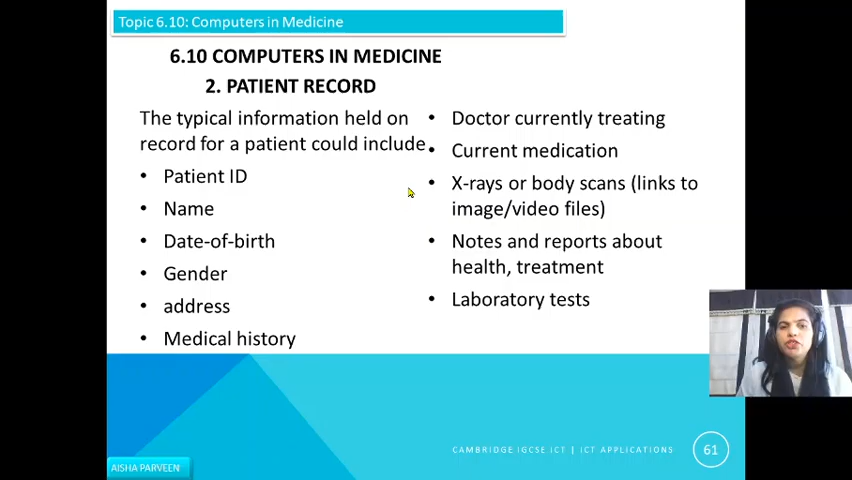 Topic 6.10: Computers in Medicine
6.10 COMPUTERS IN MEDICINE
2. PATIENT RECORD
The typical information held on
record for a patient could include
• Patient ID
• Name
• Date-of-birth
• Gender
• address
• Medical history
• Doctor currently treating
• Current medication
• X-rays or body scans (links to
image/video files)
• Notes and reports about
health, treatment
• Laboratory tests
CAMBRIDGE IGCSE ICT | ICT APPLICATIONS
61
AISHA PARVEEN